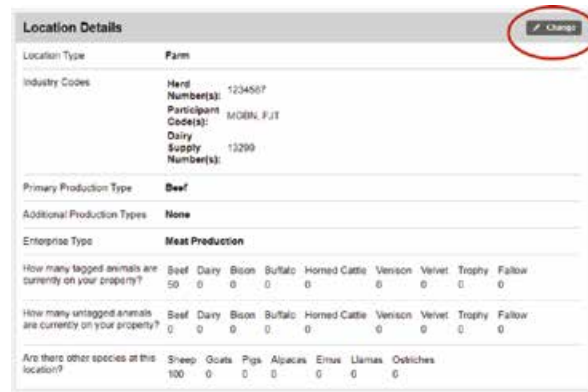 Location Details
Change
Location Type Farm
Industry Codes Herd
Number(s): 1234567
Participant
Code(s): MOBN, PJT
Dairy
Supply 13299
Number(s):
Primary Production Type Beef
Additional Production Types None
Enterprise Type Meat Production
How many tagged animals are Beef Dairy Bison Buffalo Horned Cattle Venison Velvet Trophy Fallow
currently on your property? 50 0 0 0 0 0 0 0 0
How many untagged animals Beef Dairy Bison Buffalo Horned Cattle Venison Velvet Trophy Fallow
are currently on your property? 0 0 0 0 0 0 0 0 0
Are there other species at this Sheep Goats Pigs Alpacas Emus Llamas Ostriches
location? 100 0 0 0 0 0 0